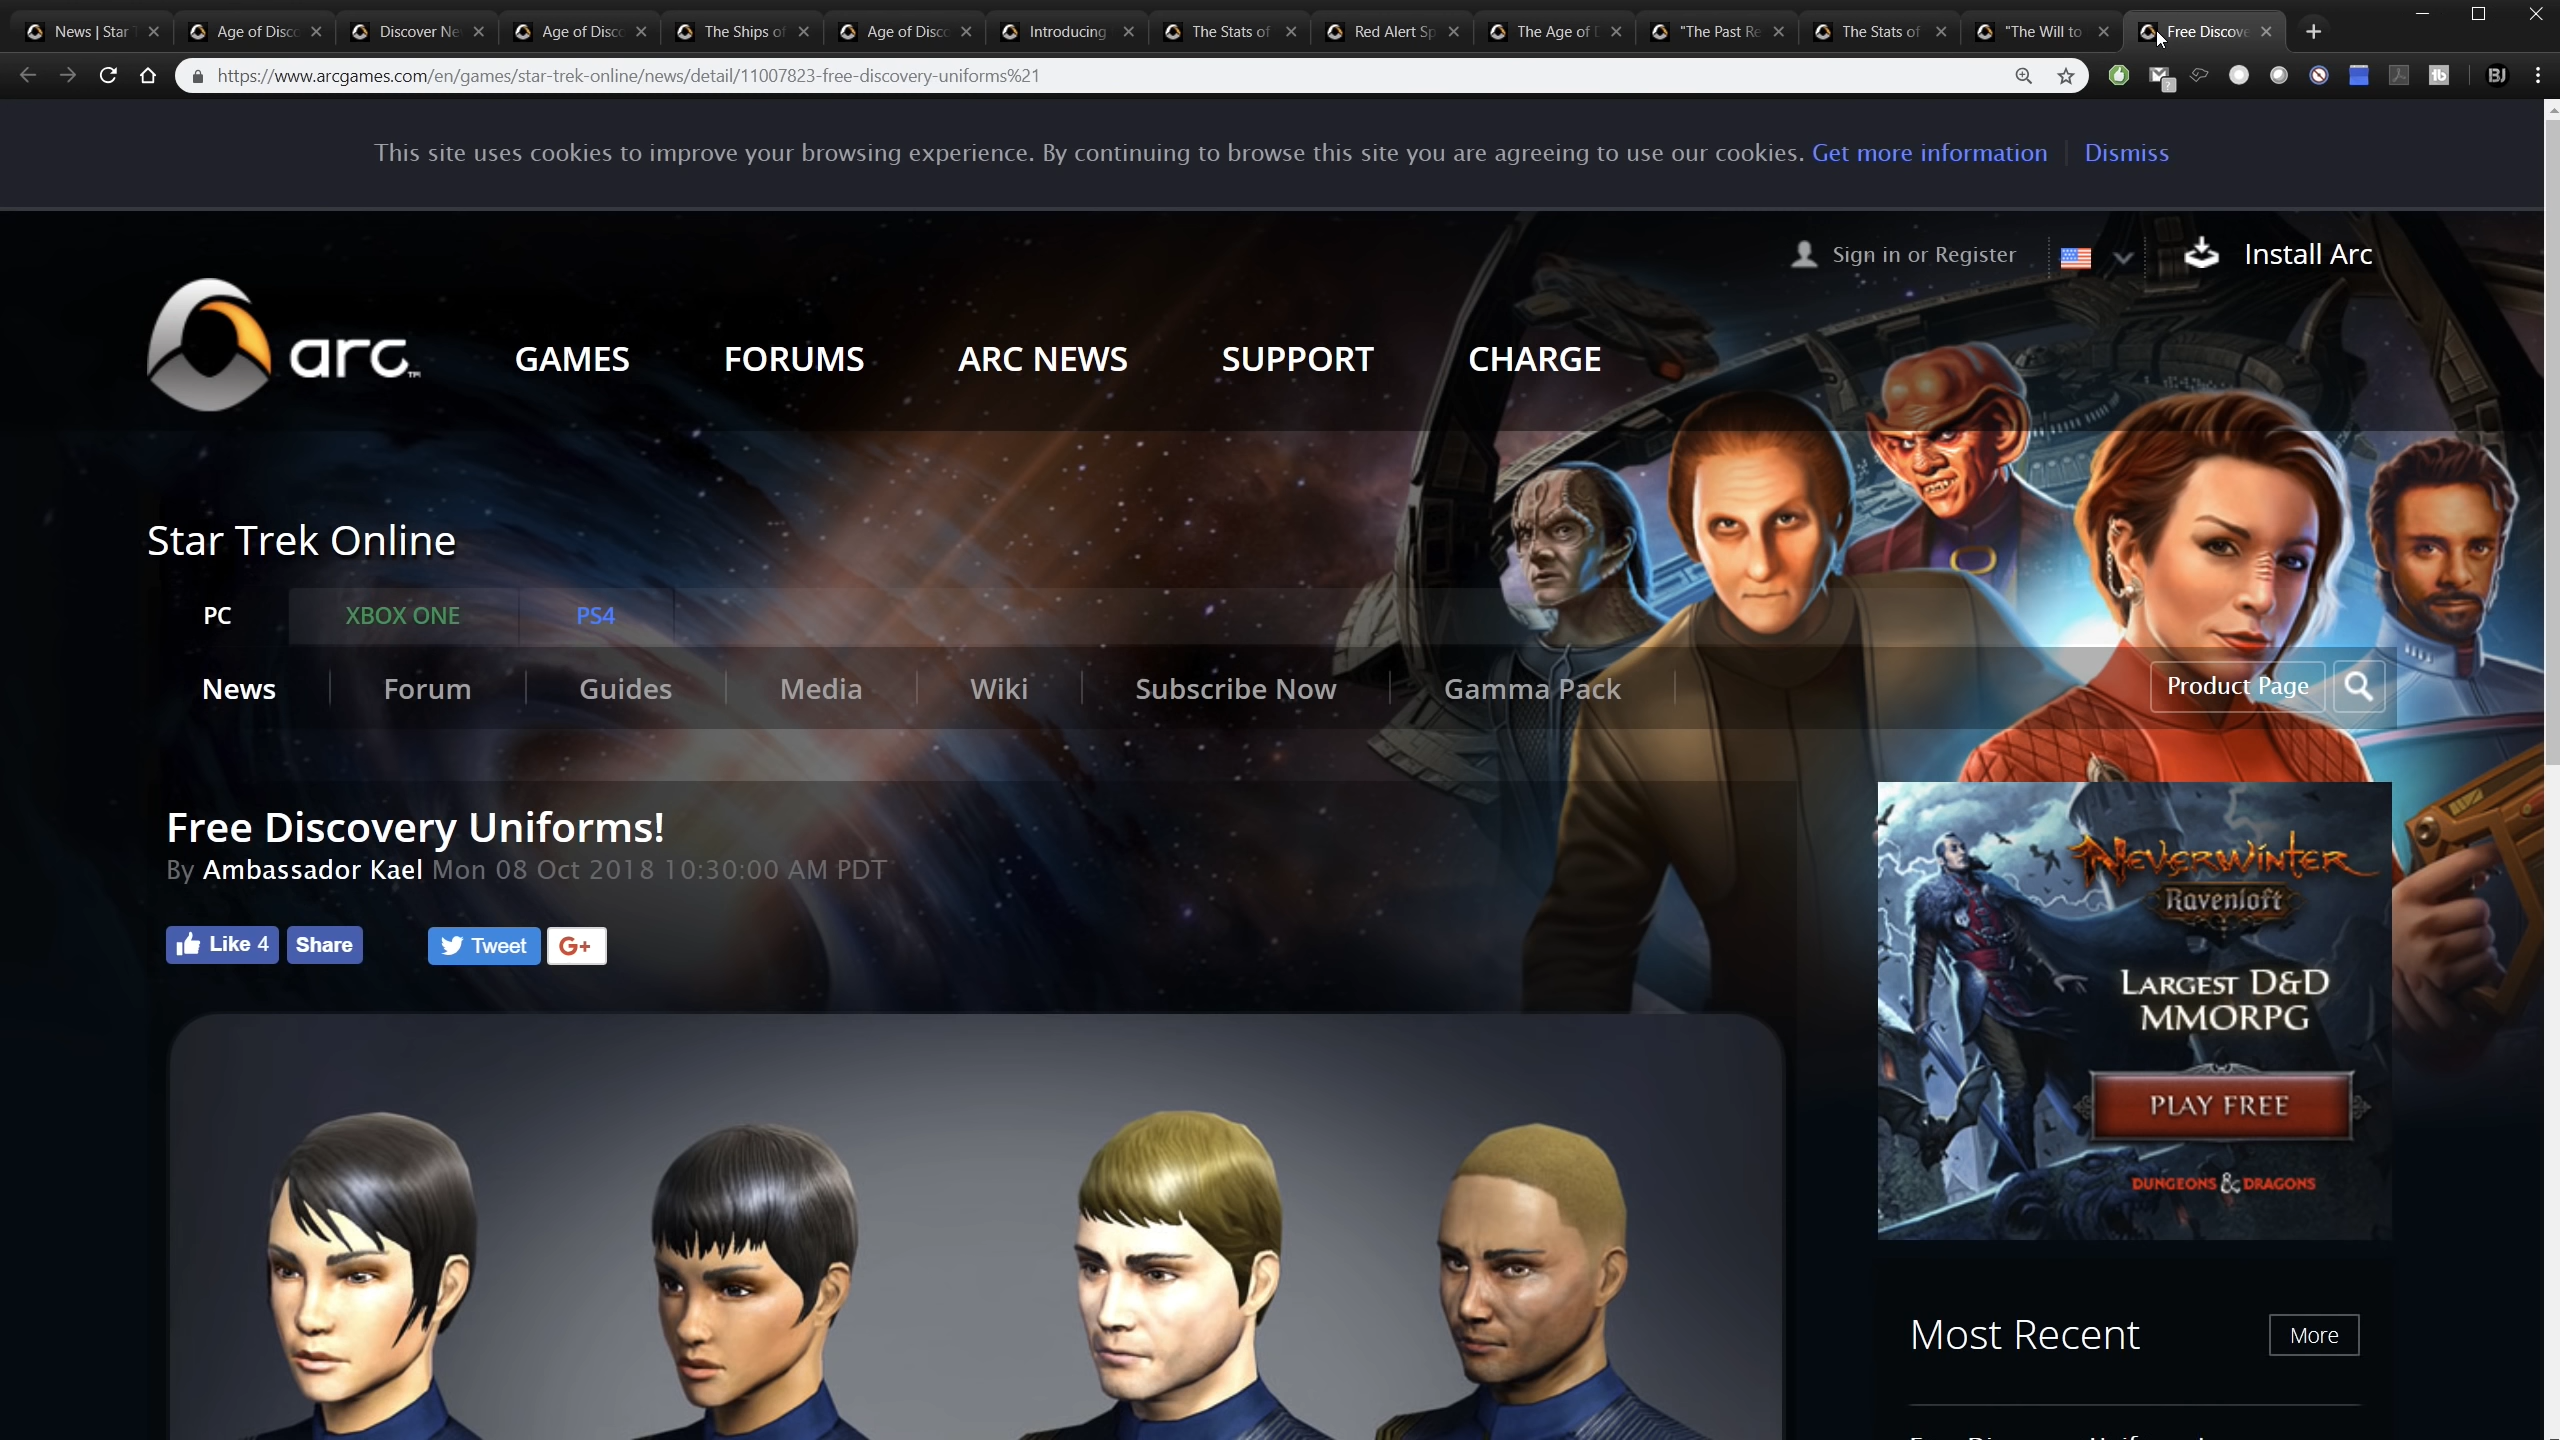 News | Star T
Age of Disco
Discover Ne
Age of Disco
The Ships of
Age of Disco
Introducing
The Stats of
Red Alert Sp
The Age of D
"The Past Re
The Stats of
"The Will to
Free Discove
https://www.arcgames.com/en/games/star-trek-online/news/detail/11007823-free-discovery-uniforms%21
BJ
This site uses cookies to improve your browsing experience. By continuing to browse this site you are agreeing to use our cookies. Get more information
Dismiss
Sign in or Register
Install Arc
arc™
GAMES
FORUMS
ARC NEWS
SUPPORT
CHARGE
Star Trek Online
PC
XBOX ONE
PS4
News
Forum
Guides
Media
Wiki
Subscribe Now
Gamma Pack
Product Page
Free Discovery Uniforms!
By Ambassador Kael Mon 08 Oct 2018 10:30:00 AM PDT
Like 4
Share
Tweet
G+
NEVERWINTER
Ravenloft
LARGEST D&D
MMORPG
PLAY FREE
DUNGEONS & DRAGONS
Most Recent
More